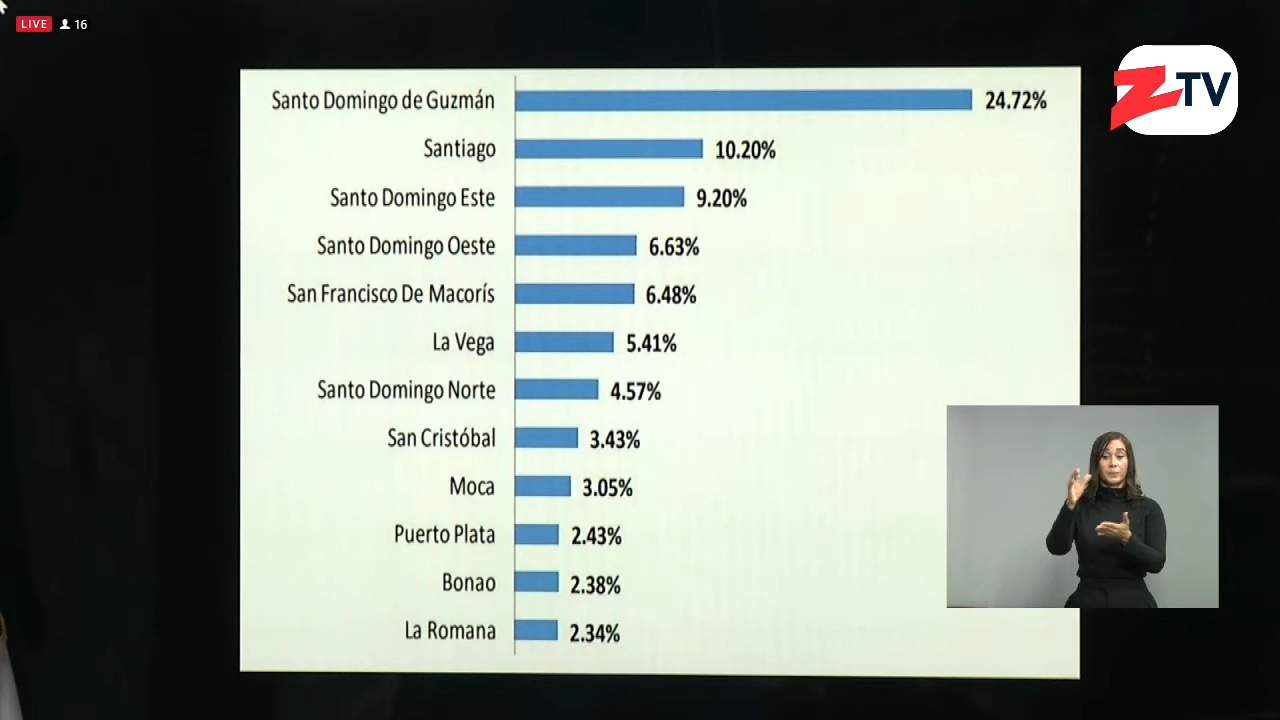 LIVE 16
ZTV
Santo Domingo de Guzmán 24.72%
Santiago 10.20%
Santo Domingo Este 9.20%
Santo Domingo Oeste 6.63%
San Francisco De Macorís 6.48%
La Vega 5.41%
Santo Domingo Norte 4.57%
San Cristóbal 3.43%
Moca 3.05%
Puerto Plata 2.43%
Bonao 2.38%
La Romana 2.34%